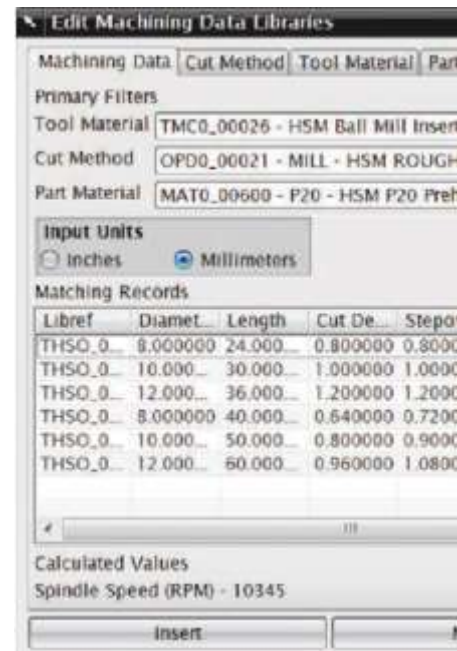 Edit Machining Data Libraries
Machining Data Cut Method Tool Material Part
Primary Filters
Tool Material TMC0_00026 - HSM Ball Mill Insert
Cut Method OPD0_00021 - MILL - HSM ROUGH
Part Material MAT0_00600 - P20 - HSM P20 Preh
Input Units
Inches Millimeters
Matching Records
Libref Diamet... Length Cut De... Stepov
THSO_0... 8.000000 24.000... 0.800000 0.8000
THSO_0... 10.000... 30.000... 1.000000 1.0000
THSO_0... 12.000... 36.000... 1.200000 1.2000
THSO_0... 8.000000 40.000... 0.640000 0.7200
THSO_0... 10.000... 50.000... 0.800000 0.9000
THSO_0... 12.000... 60.000... 0.960000 1.0800
Calculated Values
Spindle Speed (RPM) - 10345
Insert